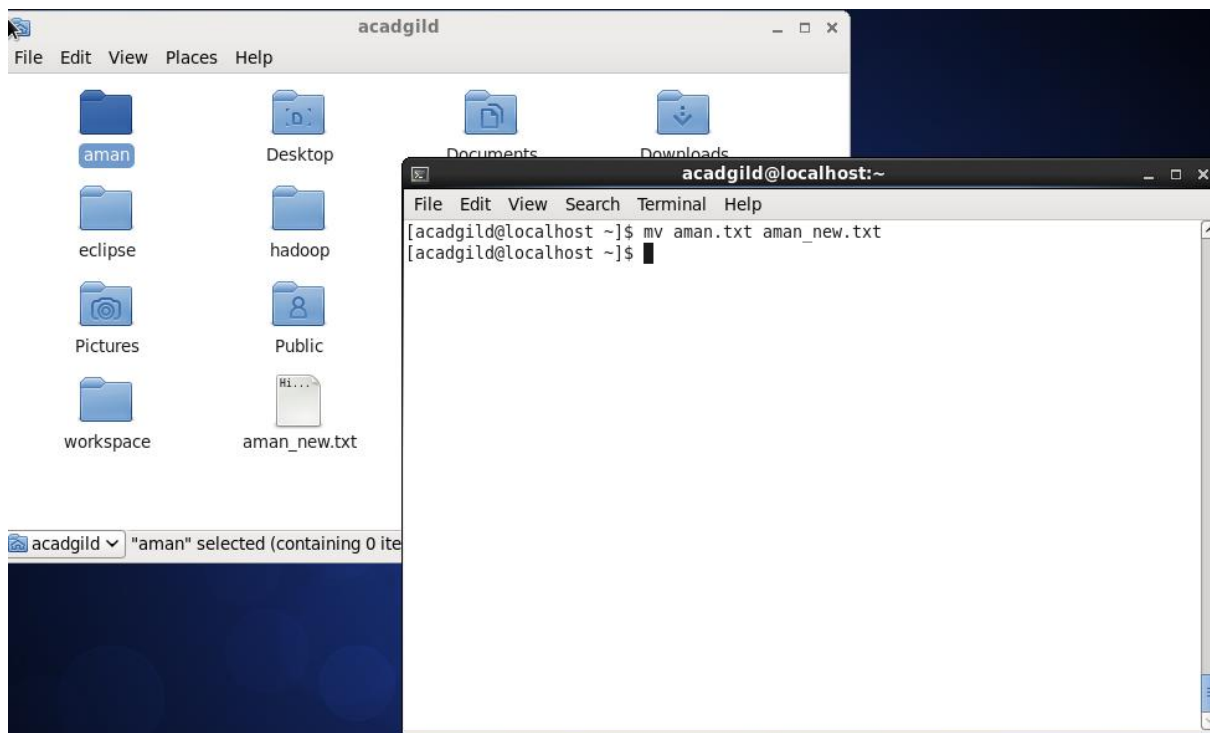 acadgild
File Edit View Places Help
aman Desktop Documents Downloads
eclipse hadoop
Pictures Public
Hi...
workspace aman_new.txt
acadgild "aman" selected (containing 0 ite
acadgild@localhost:~
File Edit View Search Terminal Help
[acadgild@localhost ~]$ mv aman.txt aman_new.txt
[acadgild@localhost ~]$